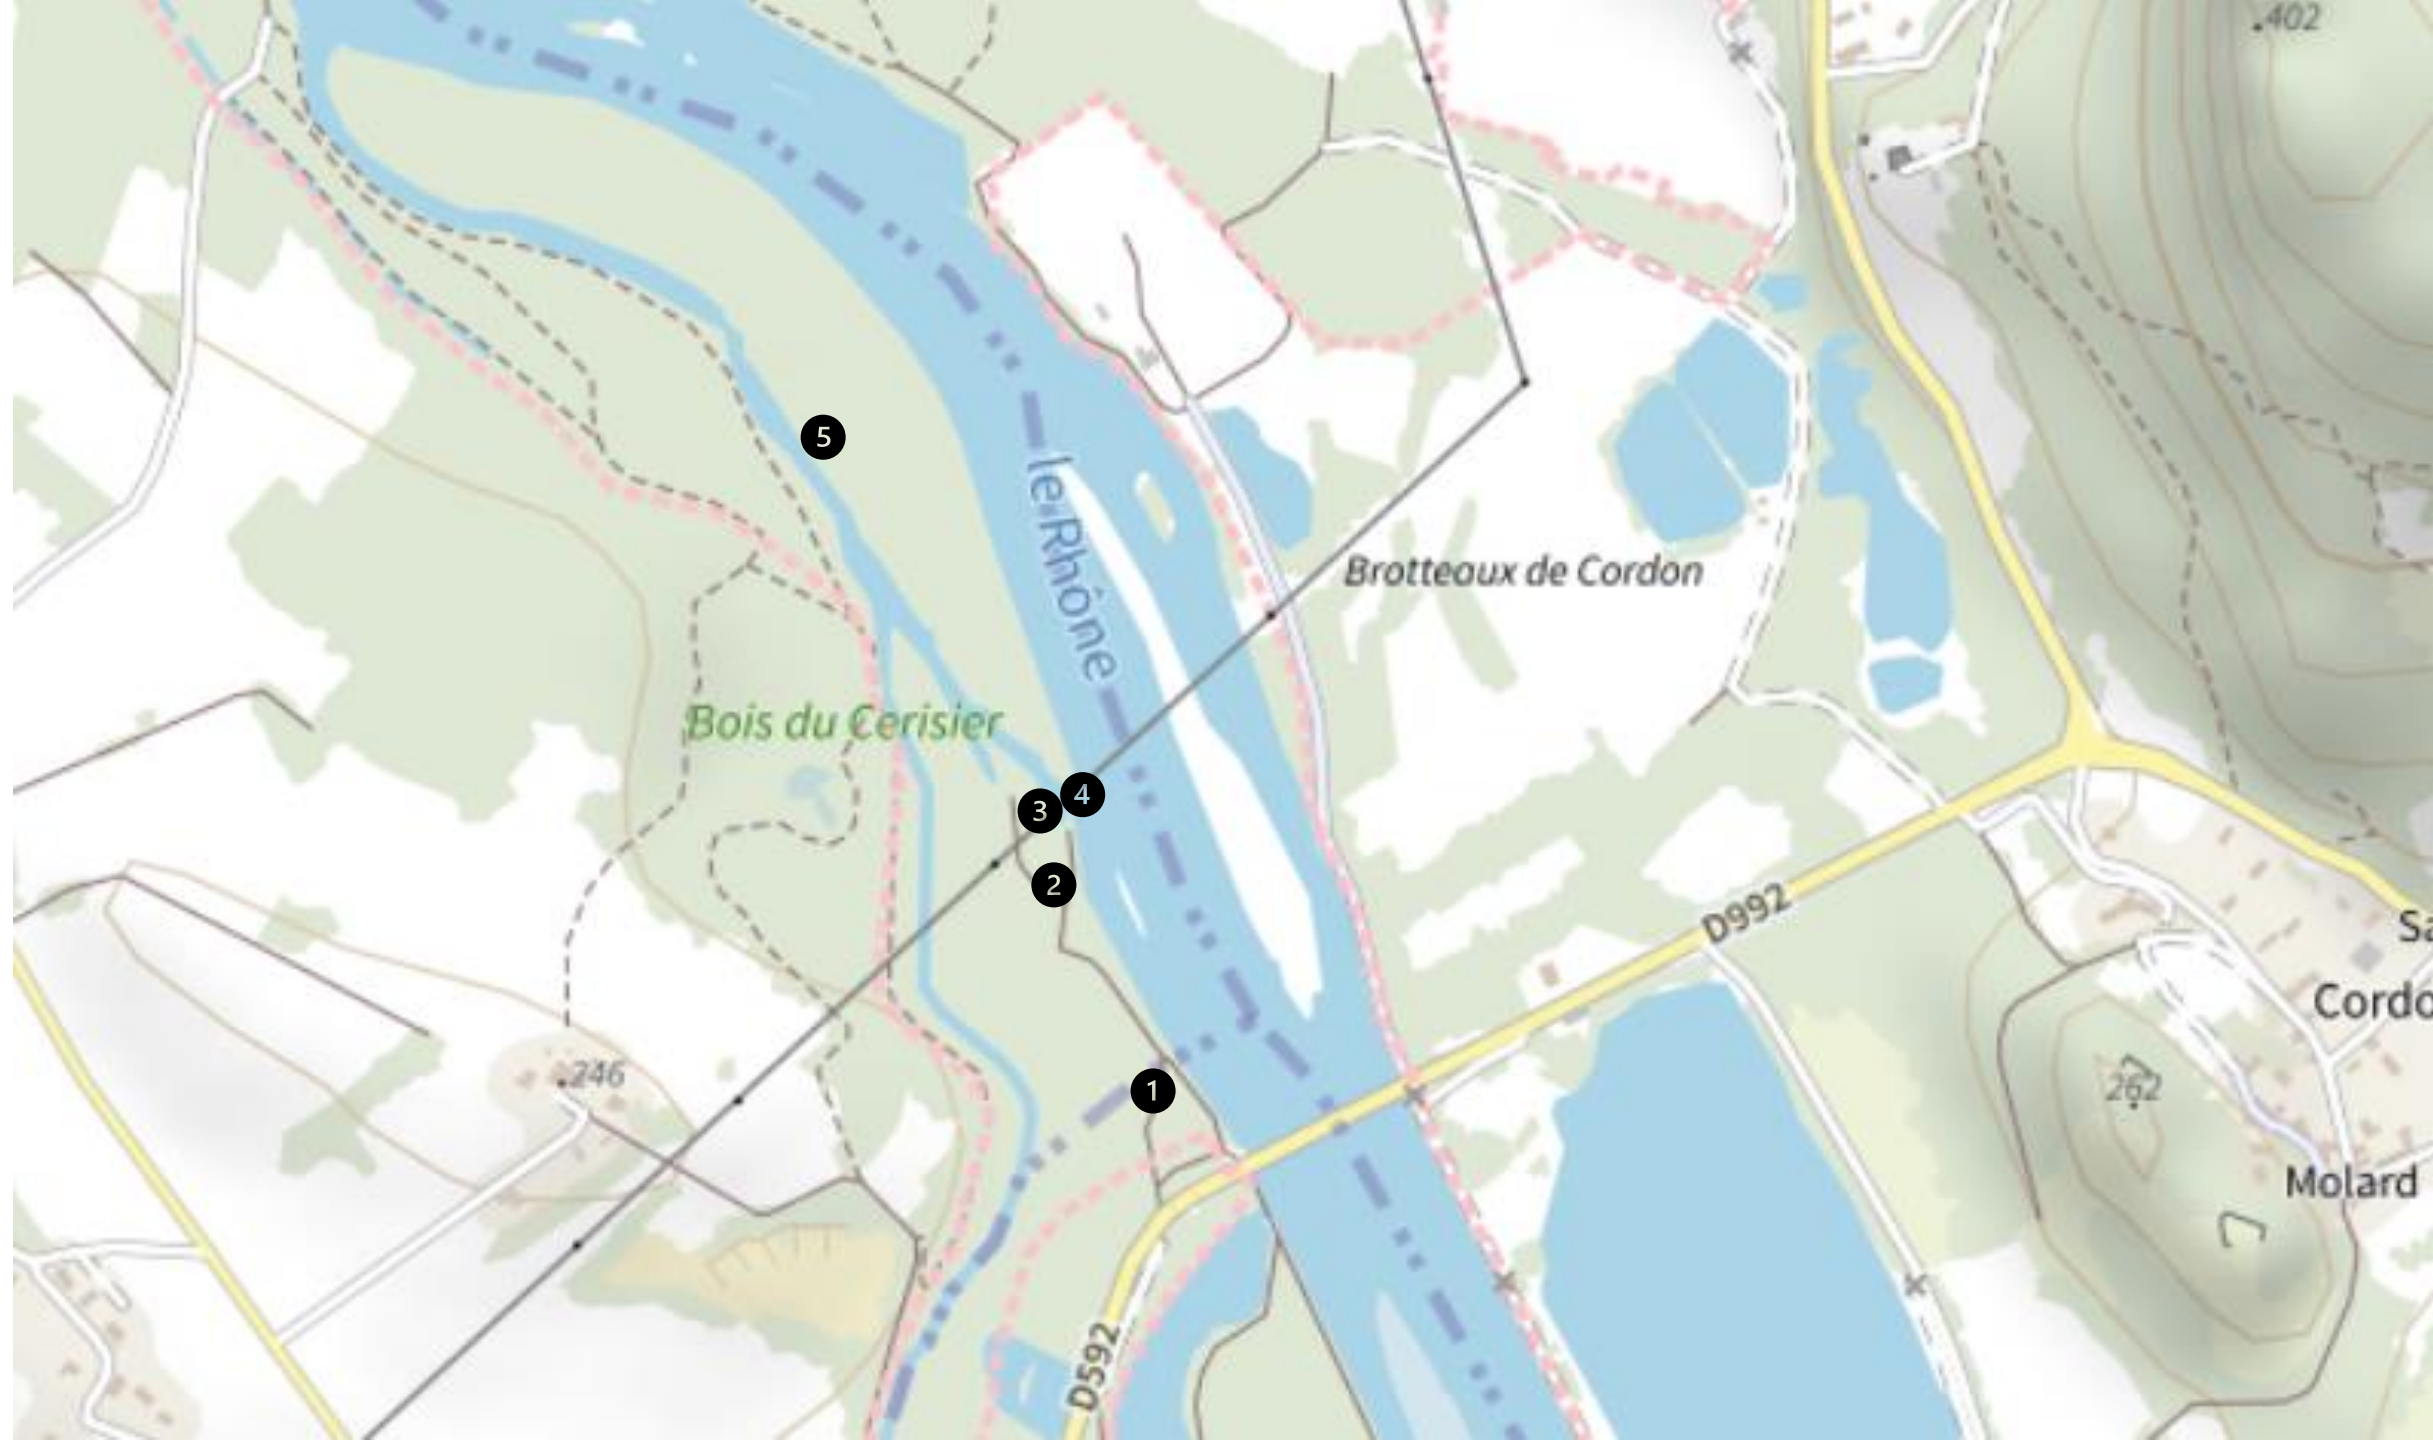 402
5
le Rhône
Brotteaux de Cordon
Bois du Cerisier
4
3
2
D992
Sa
Cordo
246
1
262
Molard
D592